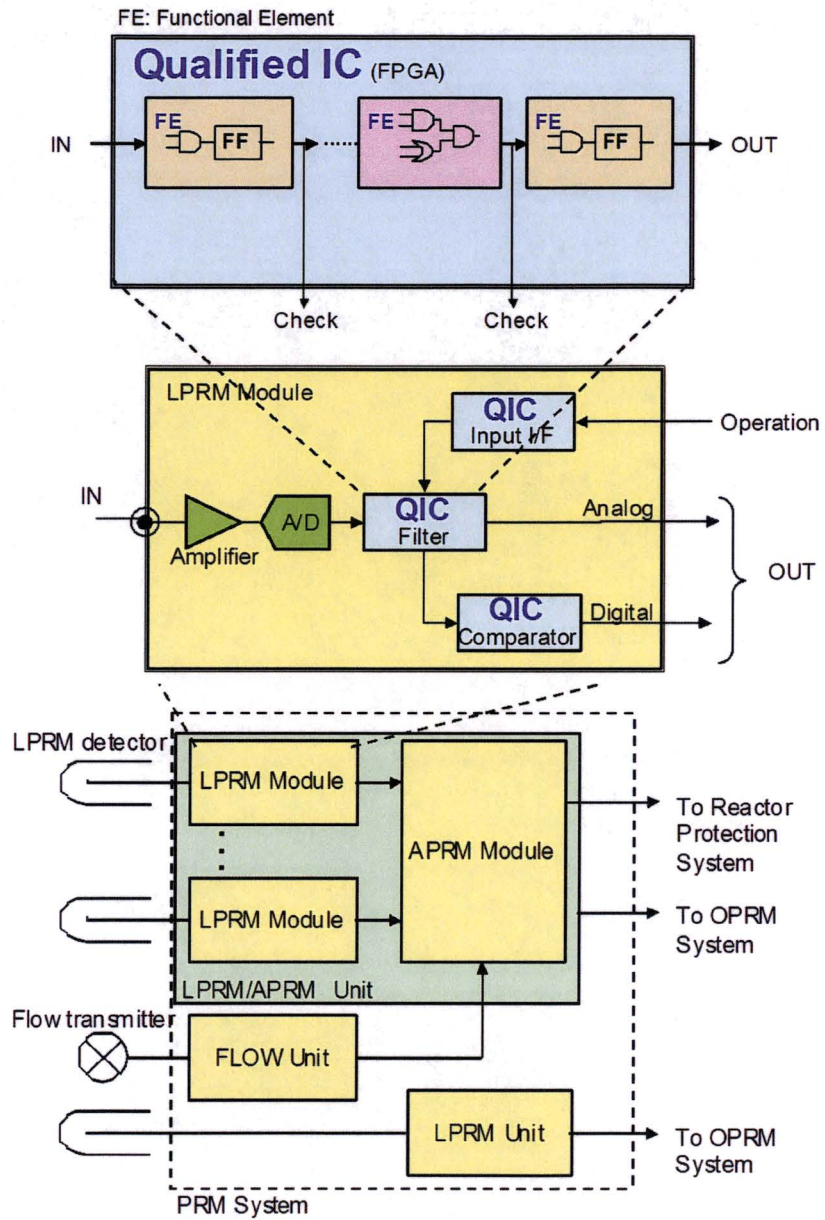 FE: Functional Element
Qualified IC (FPGA)
FE
FF
FE
FE
FF
IN
OUT
Check
Check
LPRM Module
QIC
Input I/F
Operation
IN
A/D
QIC
Filter
Analog
Amplifier
OUT
QIC
Comparator
Digital
LPRM detector
LPRM Module
APRM Module
To Reactor
Protection
System
LPRM Module
To OPRM
System
LPRM/APRM Unit
Flow transmitter
FLOW Unit
LPRM Unit
To OPRM
System
PRM System